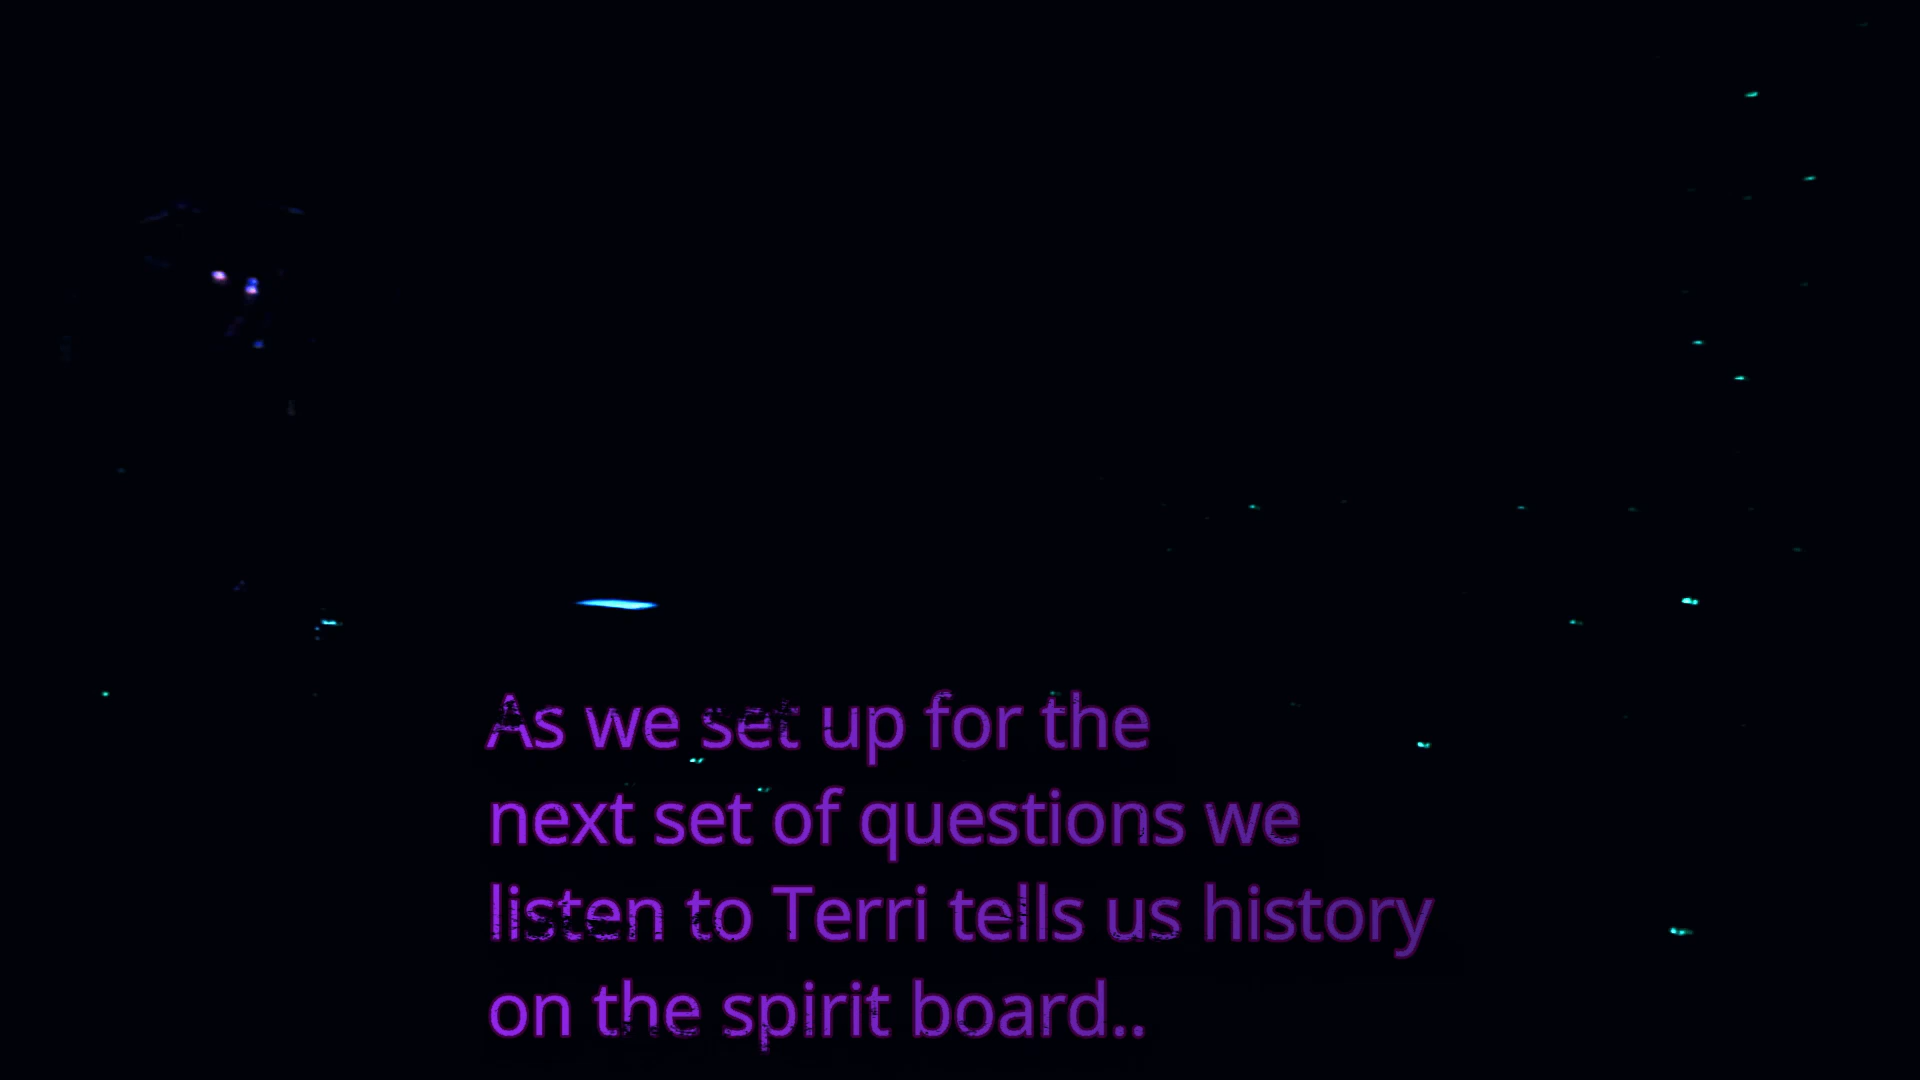 As we set up for the
next set of questions we
listen to Terri tells us history
on the spirit board..